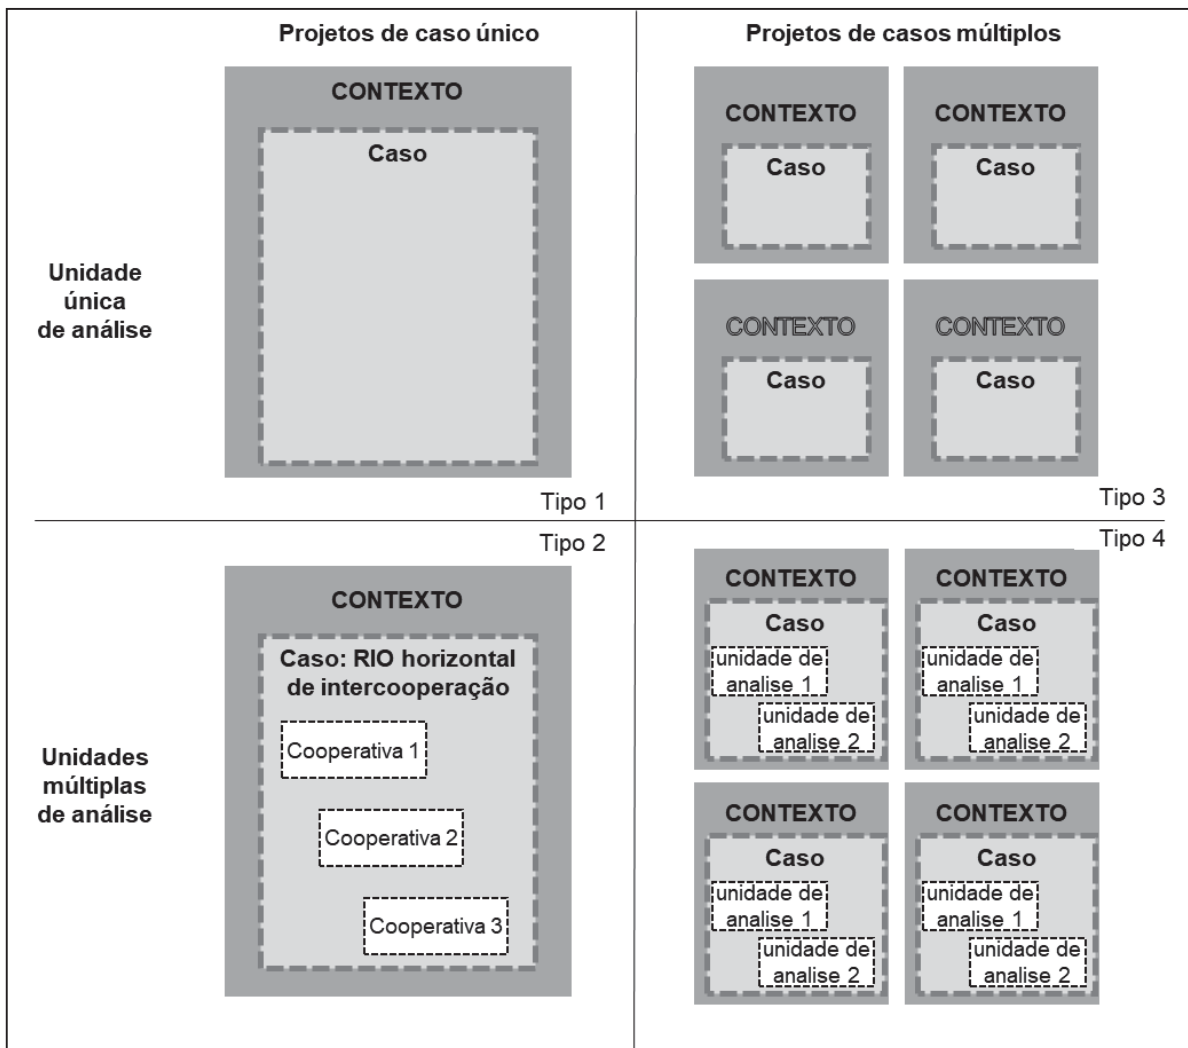 Projetos de caso único
Projetos de casos múltiplos
Unidade
única
de análise
CONTEXTO
Caso
Tipo 1
CONTEXTO
Caso
CONTEXTO
Caso
CONTEXTO
Caso
CONTEXTO
Caso
Tipo 3
Unidades
múltiplas
de análise
Tipo 2
CONTEXTO
Caso: RIO horizontal
de intercooperação
Cooperativa 1
Cooperativa 2
Cooperativa 3
Tipo 4
CONTEXTO
Caso
unidade de
analise 1
unidade de
analise 2
CONTEXTO
Caso
unidade de
analise 1
unidade de
analise 2
CONTEXTO
Caso
unidade de
analise 1
unidade de
analise 2
CONTEXTO
Caso
unidade de
analise 1
unidade de
analise 2